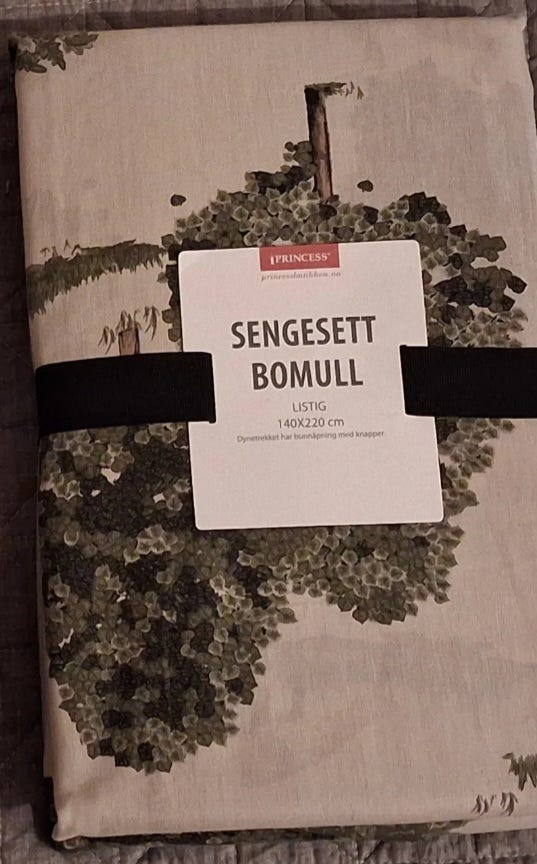 PRINCESS®
princessbutikken.no
SENGESETT
BOMULL
LISTIG
140X220 cm
Dynetrekket har bunnåpning med knapper.